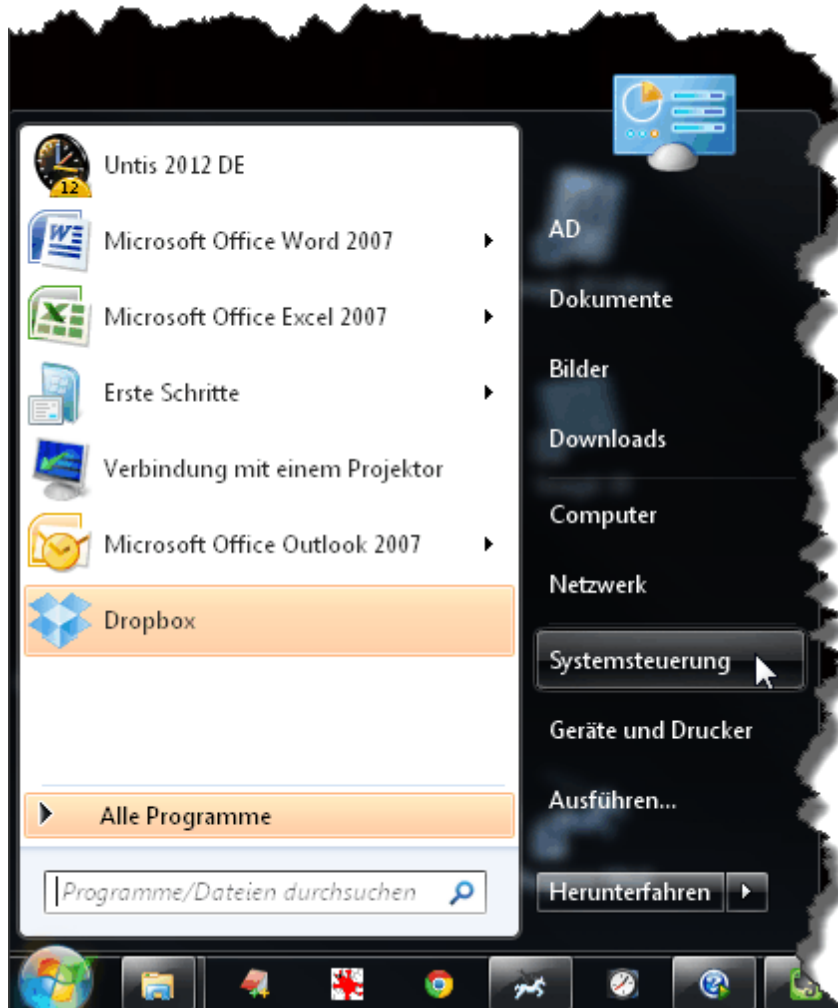 Untis 2012 DE
Microsoft Office Word 2007
Microsoft Office Excel 2007
Erste Schritte
Verbindung mit einem Projektor
Microsoft Office Outlook 2007
Dropbox
Alle Programme
Programme/Dateien durchsuchen
AD
Dokumente
Bilder
Downloads
Computer
Netzwerk
Systemsteuerung
Geräte und Drucker
Ausführen...
Herunterfahren
12